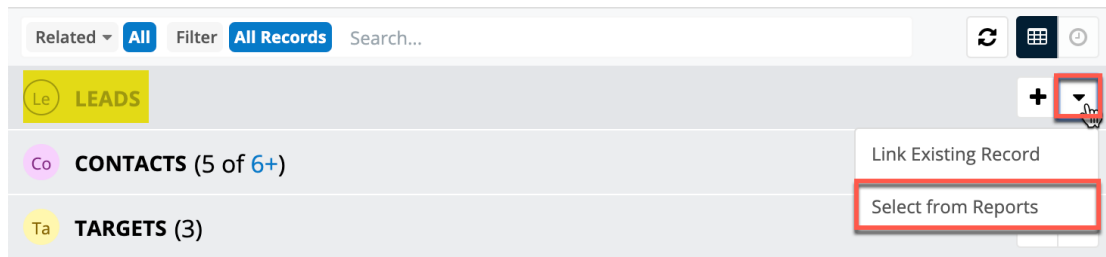 Related All Filter All Records Search...
Le LEADS
Co CONTACTS (5 of 6+)
Link Existing Record
Select from Reports
Ta TARGETS (3)